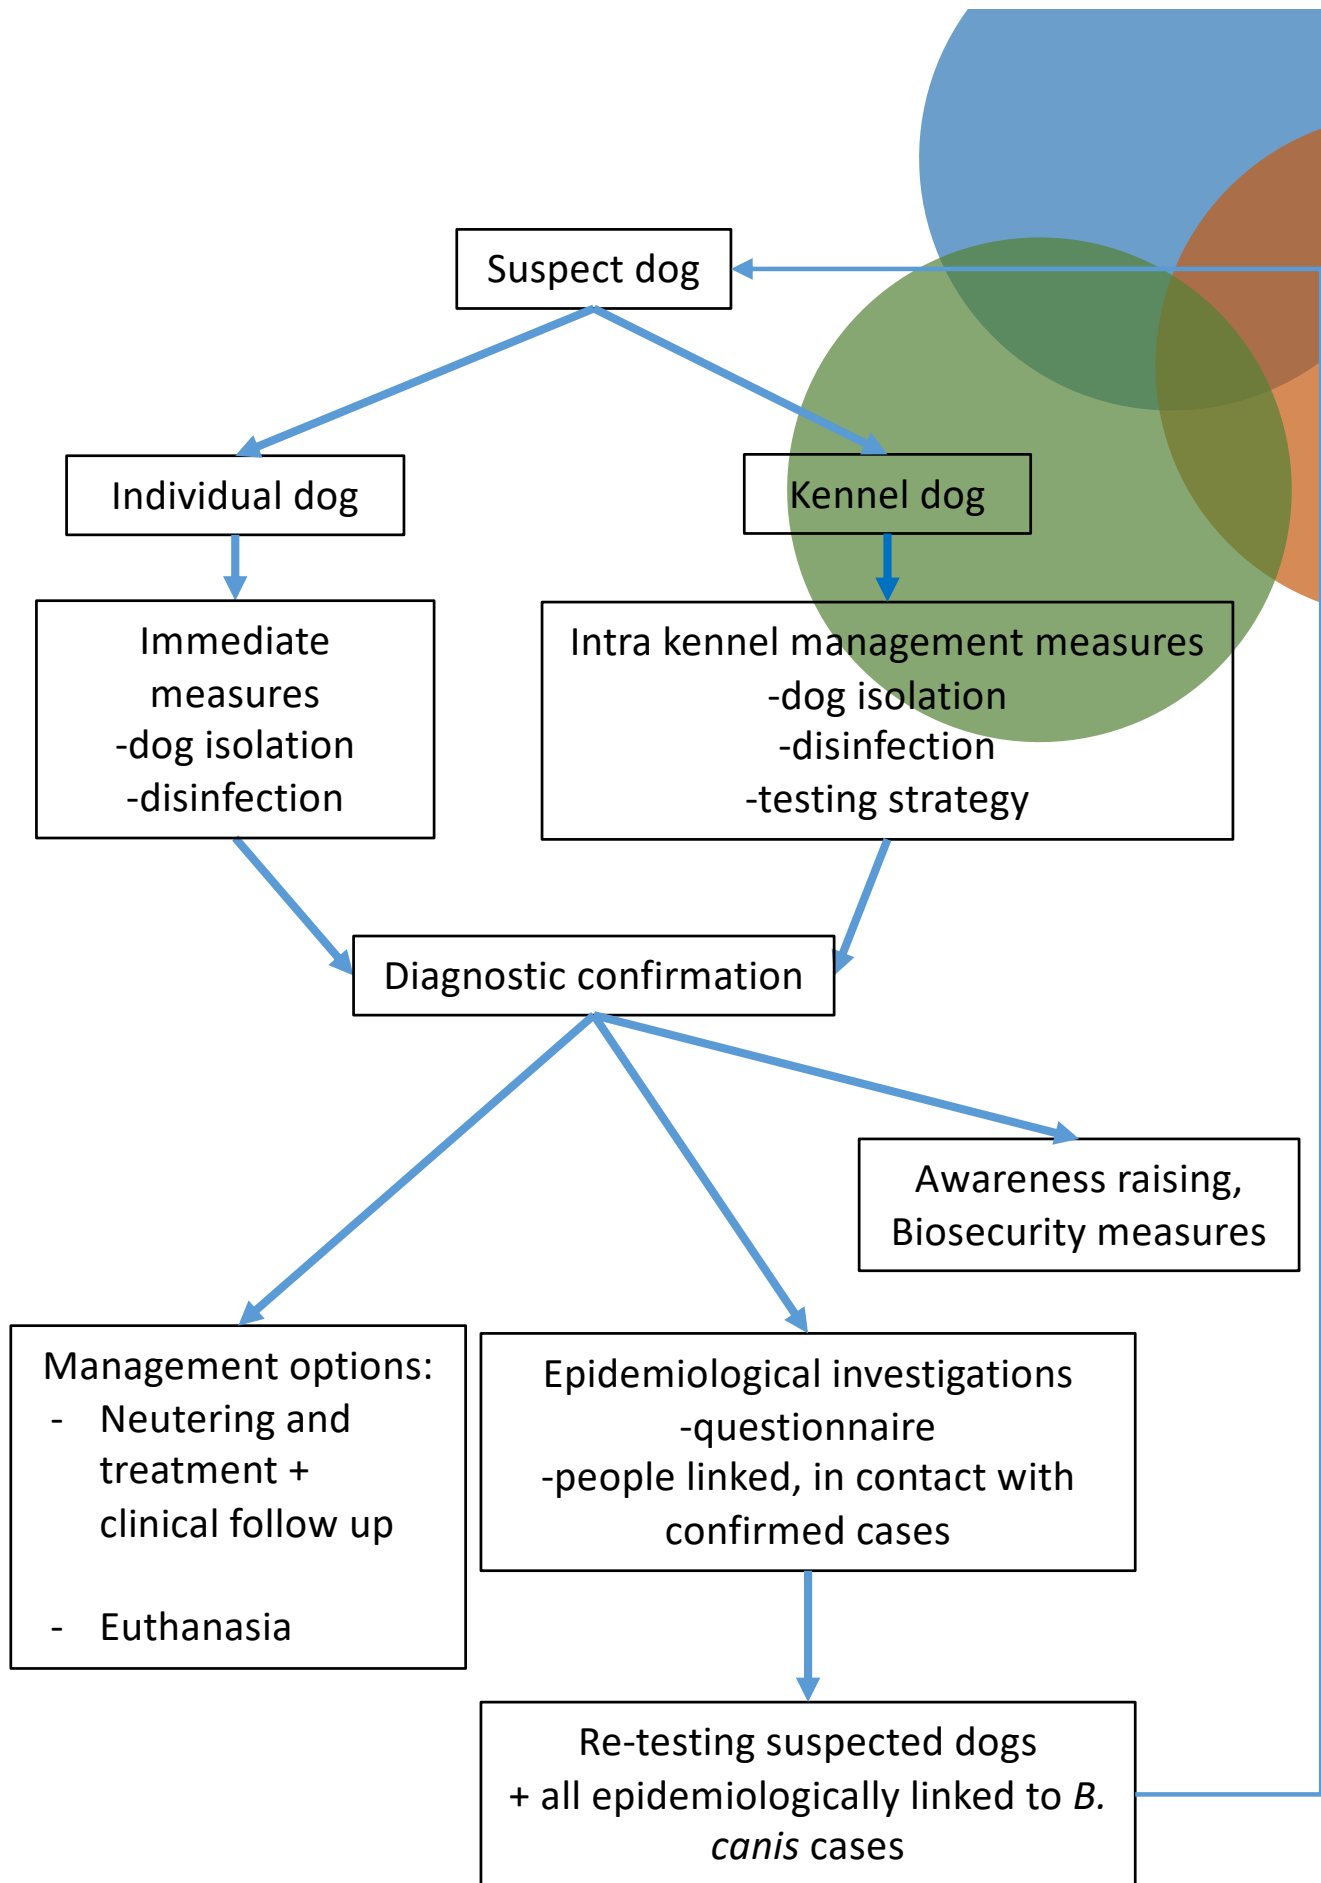 Suspect dog
Individual dog
Kennel dog
Immediate
measures
-dog isolation
-disinfection
Intra kennel management measures
-dog isolation
-disinfection
-testing strategy
Diagnostic confirmation
Awareness raising,
Biosecurity measures
Management options:
- Neutering and
treatment +
clinical follow up
- Euthanasia
Epidemiological investigations
-questionnaire
-people linked, in contact with
confirmed cases
Re-testing suspected dogs
+ all epidemiologically linked to B.
canis cases